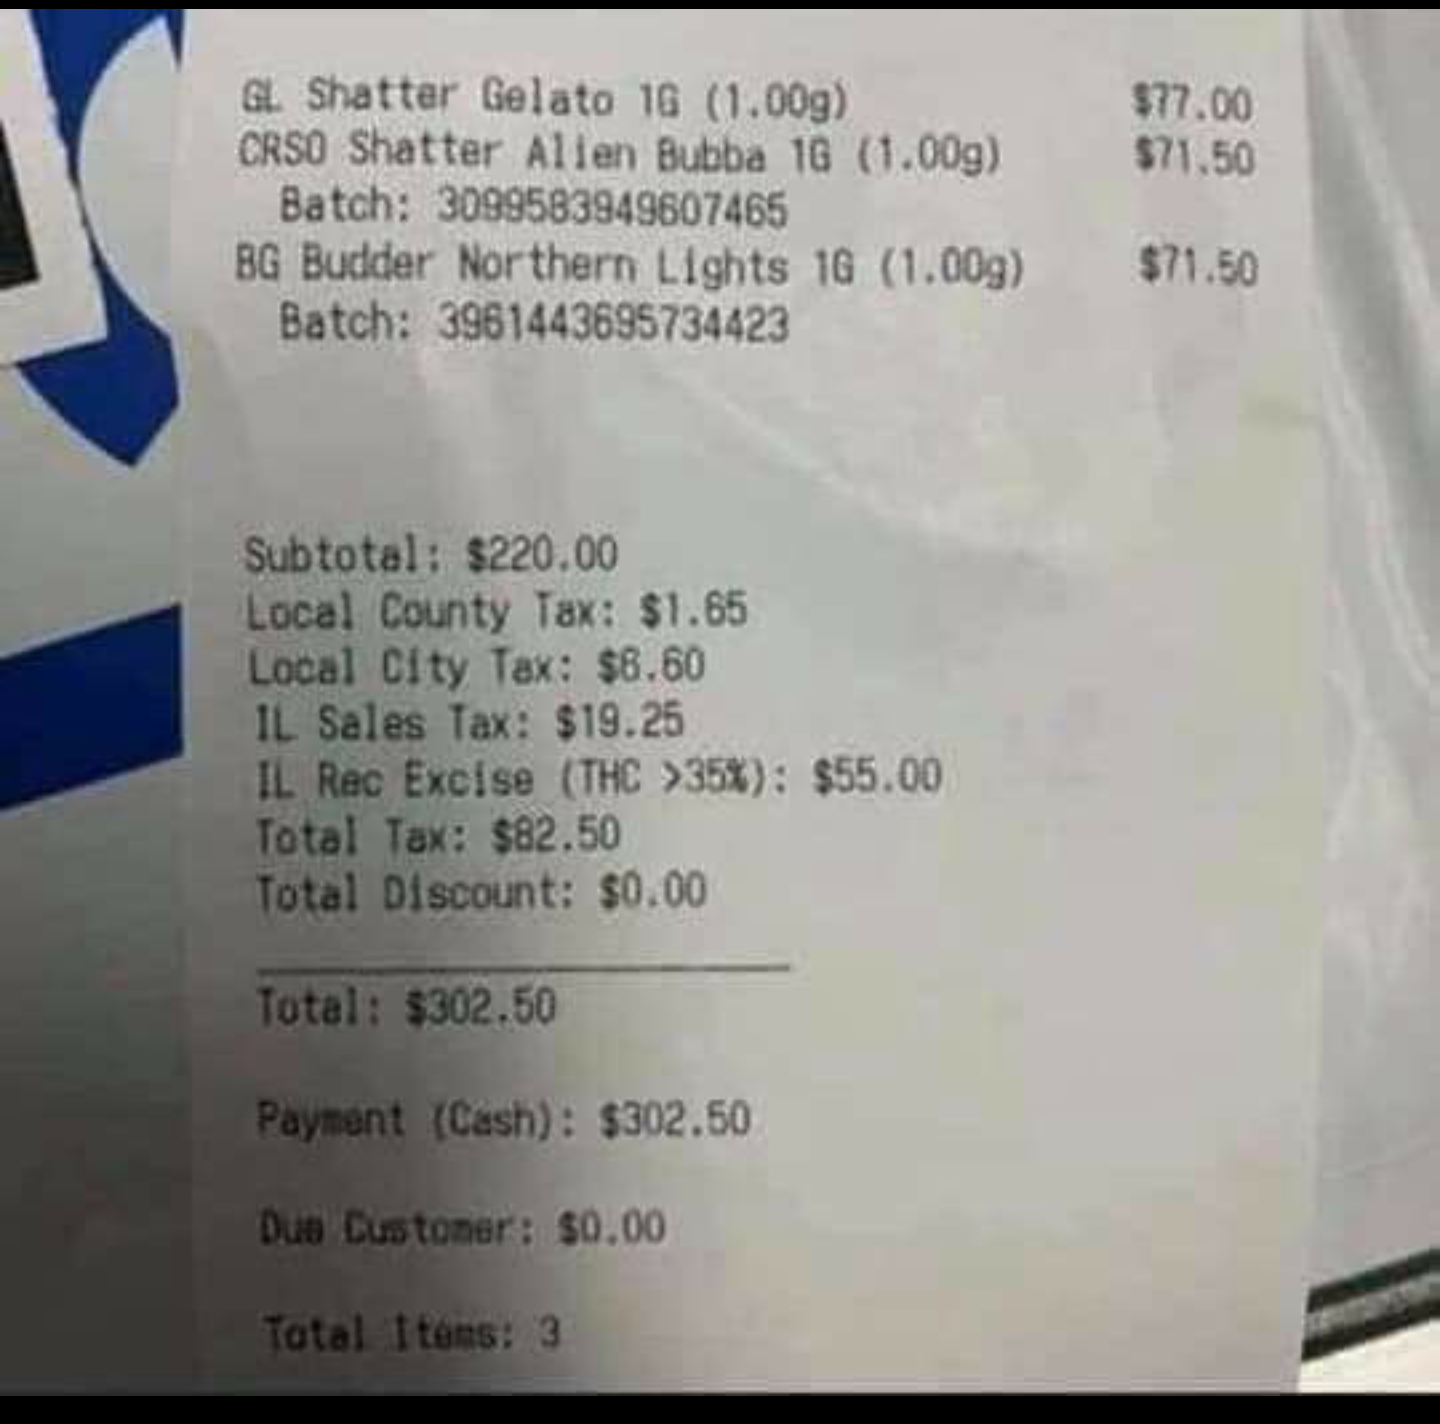 GL Shatter Gelato 1G (1.00g) $77.00
CRSO Shatter Alien Bubba 1G (1.00g) $71.50
Batch: 3099583949607465
BG Budder Northern Lights 1G (1.00g) $71.50
Batch: 3961443695734423
Subtotal: $220.00
Local County Tax: $1.65
Local City Tax: $6.60
IL Sales Tax: $19.25
IL Rec Excise (THC >35%): $55.00
Total Tax: $82.50
Total Discount: $0.00
Total: $302.50
Payment (Cash): $302.50
Due Customer: $0.00
Total Items: 3